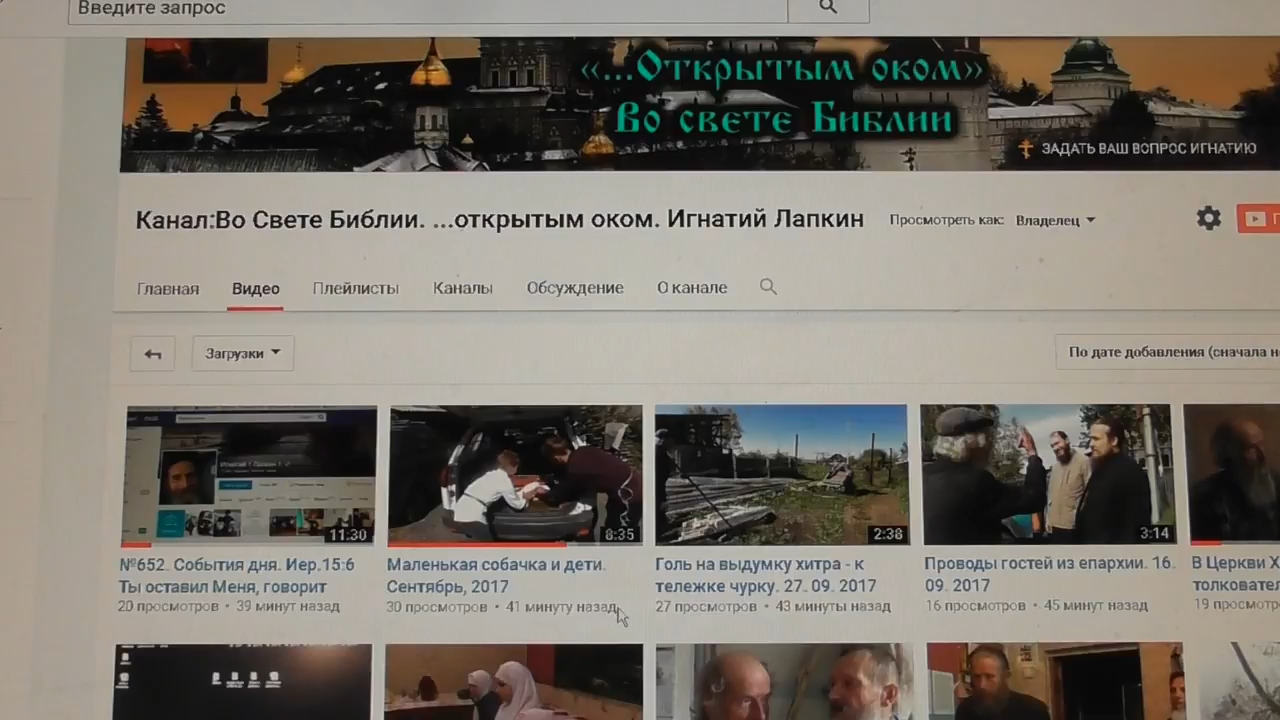 Введите запрос
«...Открытым оком»
Во свете Библии
ЗАДАТЬ ВАШ ВОПРОС ИГНАТИЮ
Канал:Во Свете Библии. ...открытым оком. Игнатий Лапкин
Просмотреть как: Владелец
Главная Видео Плейлисты Каналы Обсуждение О канале
Загрузки
По дате добавления (сначала
11:30 8:35 2:38 3:14
№652. События дня. Иер.15:6
Ты оставил Меня, говорит
20 просмотров • 39 минут назад
Маленькая собачка и дети.
Сентябрь, 2017
30 просмотров • 41 минуту назад
Голь на выдумку хитра - к
тележке чурку. 27. 09. 2017
27 просмотров • 43 минуты назад
Проводы гостей из епархии. 16.
09. 2017
16 просмотров • 45 минут назад
В Церкви Х
толковател
19 просмотр